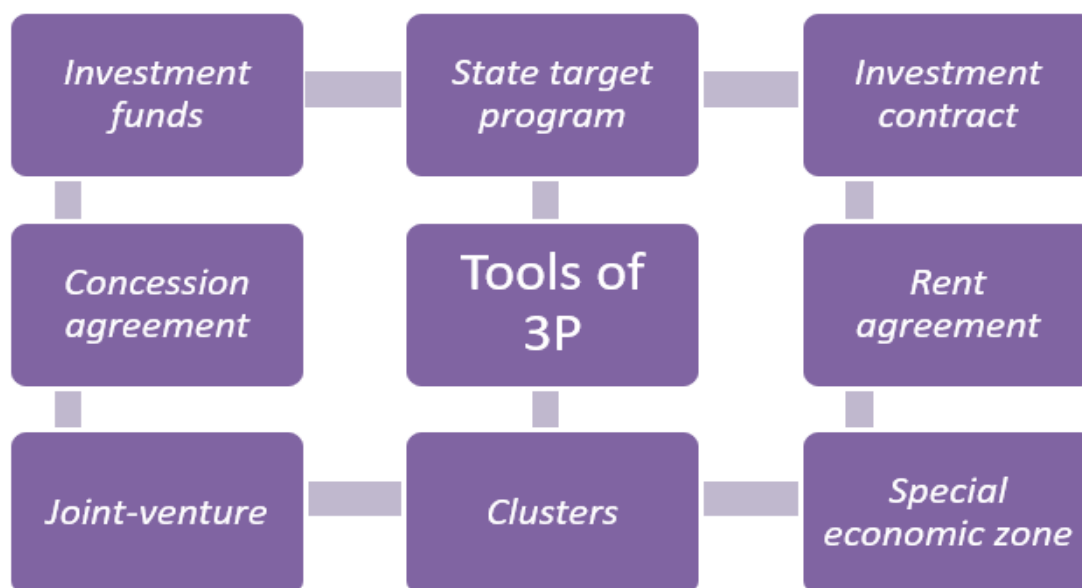 Investment
funds
State target
program
Investment
contract
Concession
agreement
Tools of
3P
Rent
agreement
Joint-venture
Clusters
Special
economic zone